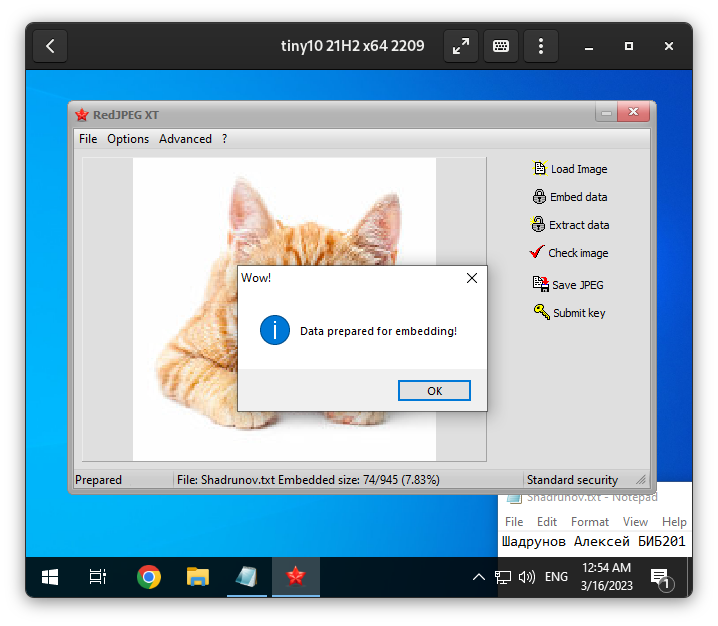 tiny10 21H2 x64 2209
RedJPEG XT
File Options Advanced ?
Load Image
Embed data
Extract data
Check image
Save JPEG
Submit key
Wow!
Data prepared for embedding!
OK
Prepared
File: Shadrunov.txt Embedded size: 74/945 (7.83%)
Standard security
Shadrunov.txt - Notepad
File Edit Format View Help
Шадрунов Алексей БИБ201
ENG
12:54 AM
3/16/2023
1